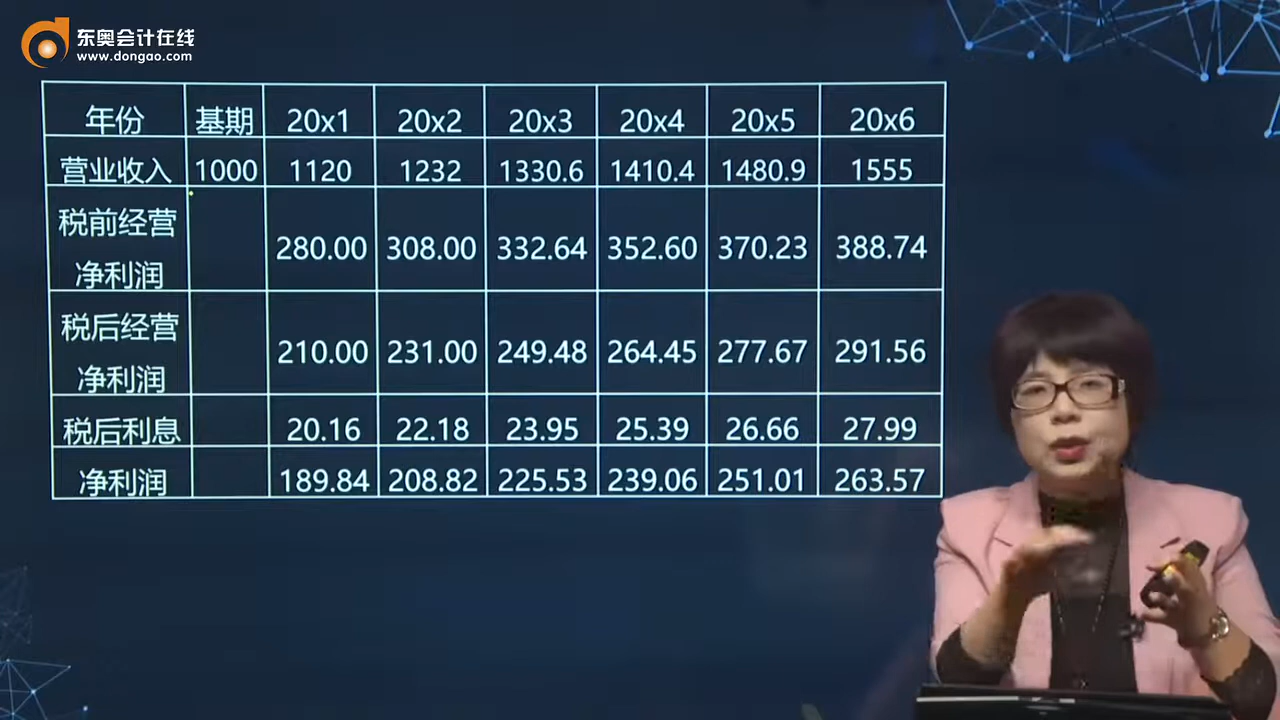 东奥会计在线
www.dongao.com
年份 基期 20x1 20x2 20x3 20x4 20x5 20x6
营业收入 1000 1120 1232 1330.6 1410.4 1480.9 1555
税前经营
净利润 280.00 308.00 332.64 352.60 370.23 388.74
税后经营
净利润 210.00 231.00 249.48 264.45 277.67 291.56
税后利息 20.16 22.18 23.95 25.39 26.66 27.99
净利润 189.84 208.82 225.53 239.06 251.01 263.57